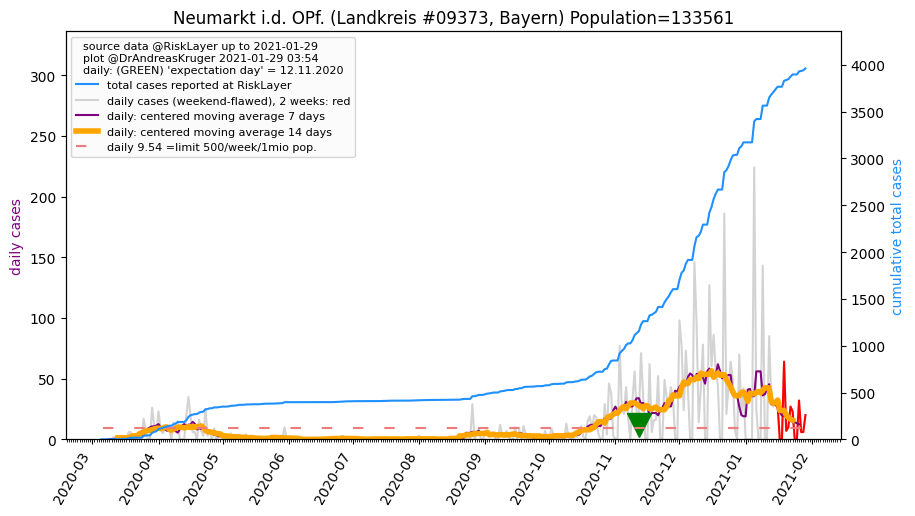 Neumarkt i.d. OPf. (Landkreis #09373, Bayern) Population=133561
source data @RiskLayer up to 2021-01-29
plot @DrAndreasKruger 2021-01-29 03:54
daily: (GREEN) 'expectation day' = 12.11.2020
total cases reported at RiskLayer
daily cases (weekend-flawed), 2 weeks: red
daily: centered moving average 7 days
daily: centered moving average 14 days
daily 9.54 =limit 500/week/1mio pop.
daily cases
300
250
200
150
100
50
0
cumulative total cases
4000
3500
3000
2500
2000
1500
1000
500
0
2020-03
2020-04
2020-05
2020-06
2020-07
2020-08
2020-09
2020-10
2020-11
2020-12
2021-01
2021-02